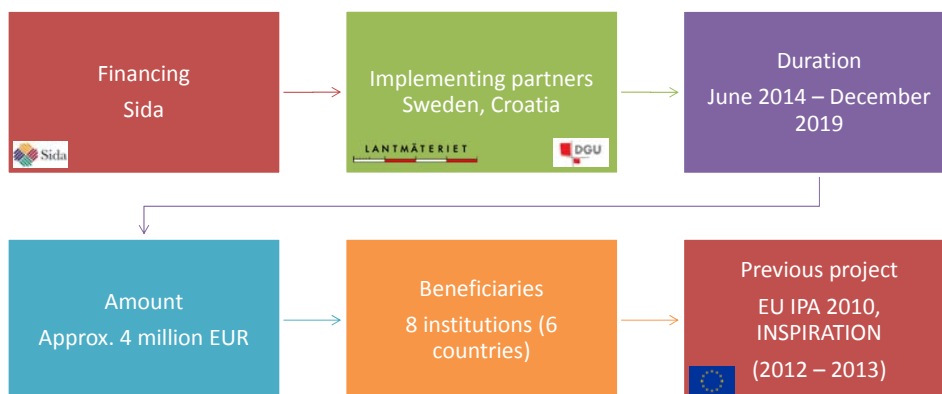 Financing
Sida
Sida
Implementing partners
Sweden, Croatia
LANTMÄTERIET
DGU
Duration
June 2014 – December
2019
Amount
Approx. 4 million EUR
Beneficiaries
8 institutions (6
countries)
Previous project
EU IPA 2010,
INSPIRATION
(2012 – 2013)